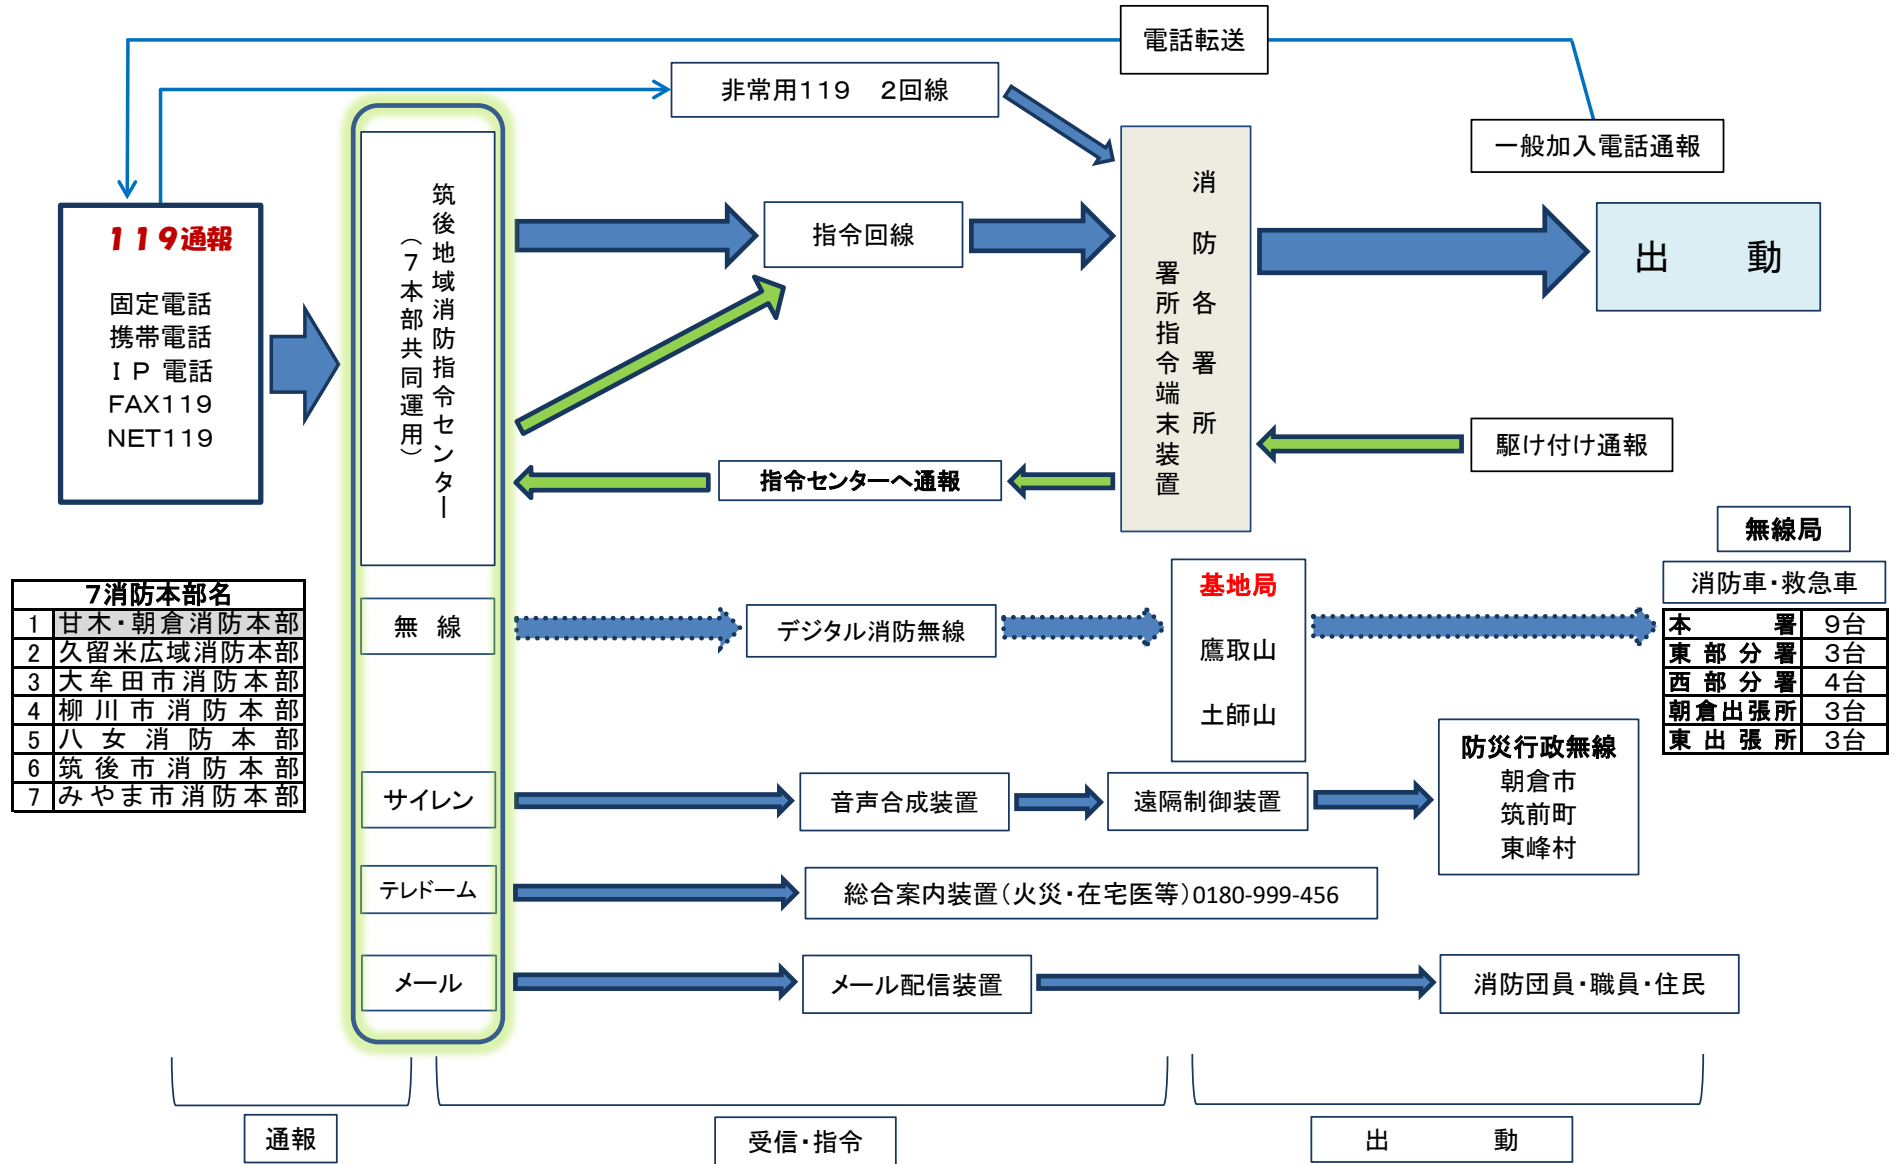 電話転送
非常用119　2回線
一般加入電話通報
119通報
固定電話
携帯電話
ＩＰ電話
FAX119
NET119
筑後地域消防指令センター
（7本部共同運用）
指令回線
消防各署所
署所指令端末装置
出　動
指令センターへ通報
駆け付け通報
無線局
消防車・救急車
本署 9台
東部分署 3台
西部分署 4台
朝倉出張所 3台
東出張所 3台
7消防本部名
1 甘木・朝倉消防本部
2 久留米広域消防本部
3 大牟田市消防本部
4 柳川市消防本部
5 八女消防本部
6 筑後市消防本部
7 みやま市消防本部
無線
デジタル消防無線
基地局
鷹取山
土師山
サイレン
音声合成装置
遠隔制御装置
防災行政無線
朝倉市
筑前町
東峰村
テレドーム
総合案内装置（火災・在宅医等）0180-999-456
メール
メール配信装置
消防団員・職員・住民
通報
受信・指令
出　動